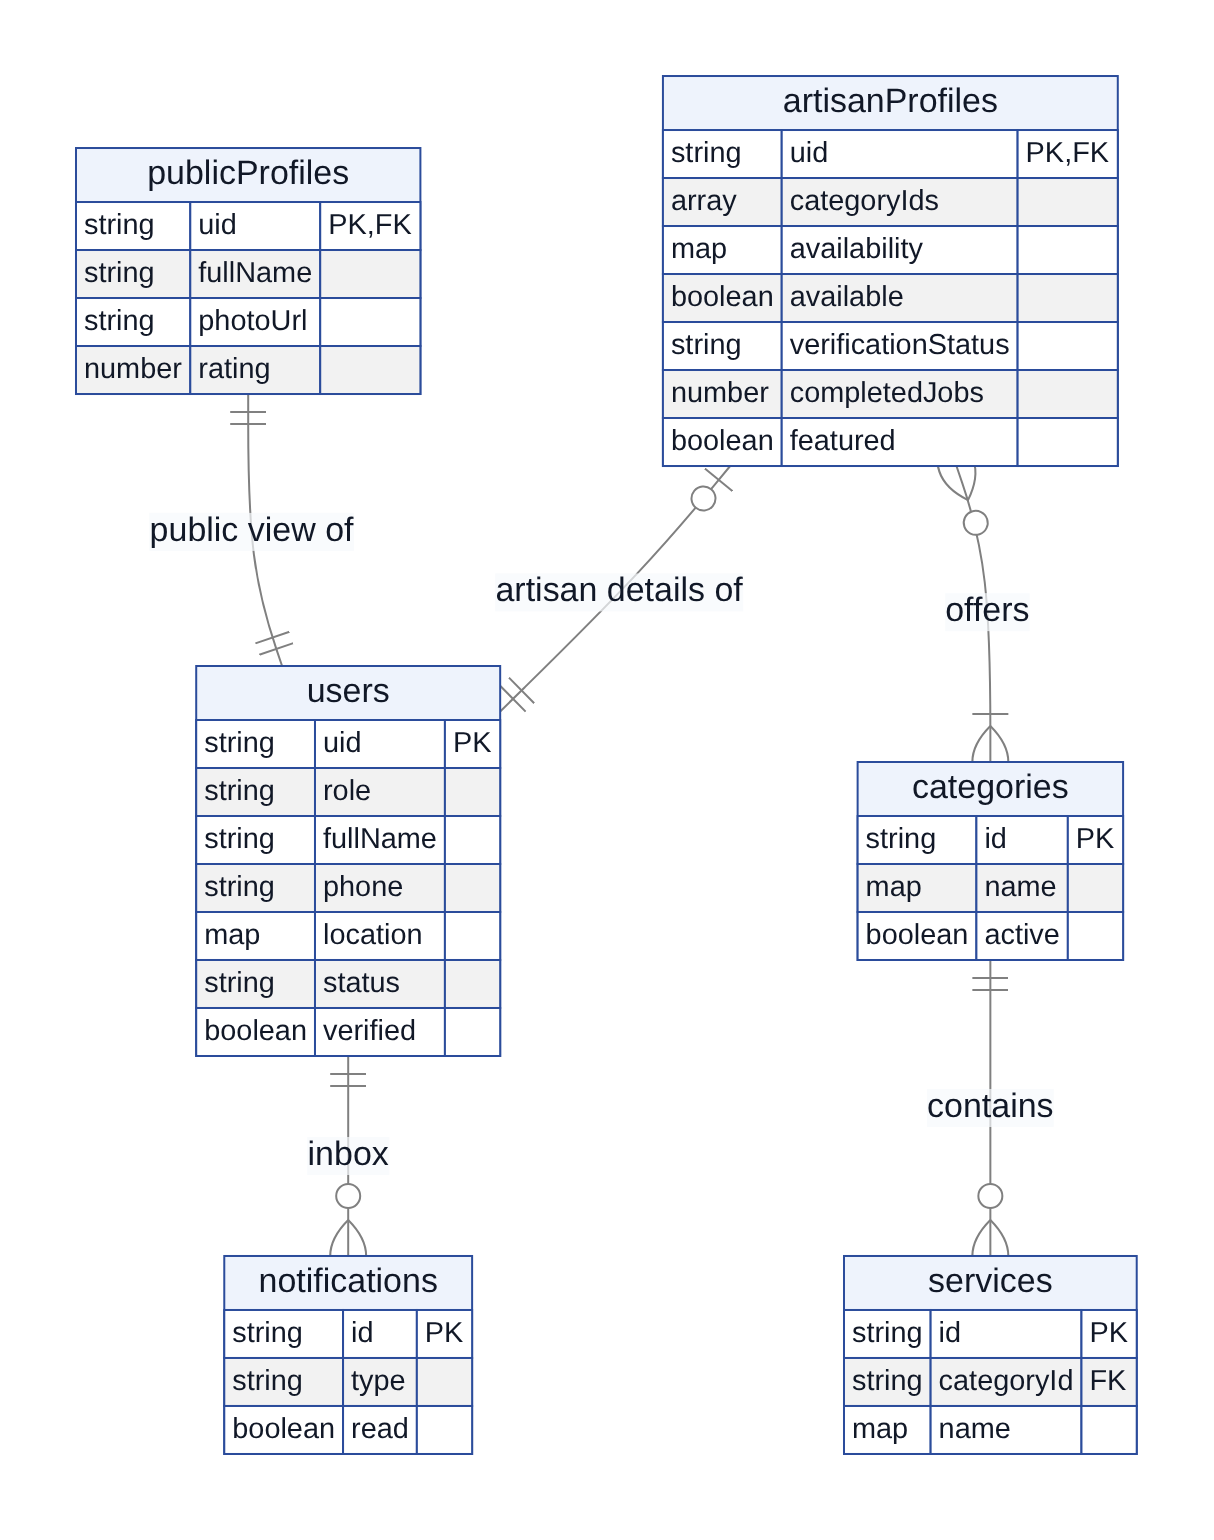 artisanProfiles
string uid PK,FK
array categoryIds
map availability
boolean available
string verificationStatus
number completedJobs
boolean featured
publicProfiles
string uid PK,FK
string fullName
string photoUrl
number rating
public view of
artisan details of
offers
users
string uid PK
string role
string fullName
string phone
map location
string status
boolean verified
categories
string id PK
map name
boolean active
inbox
contains
notifications
string id PK
string type
boolean read
services
string id PK
string categoryId FK
map name